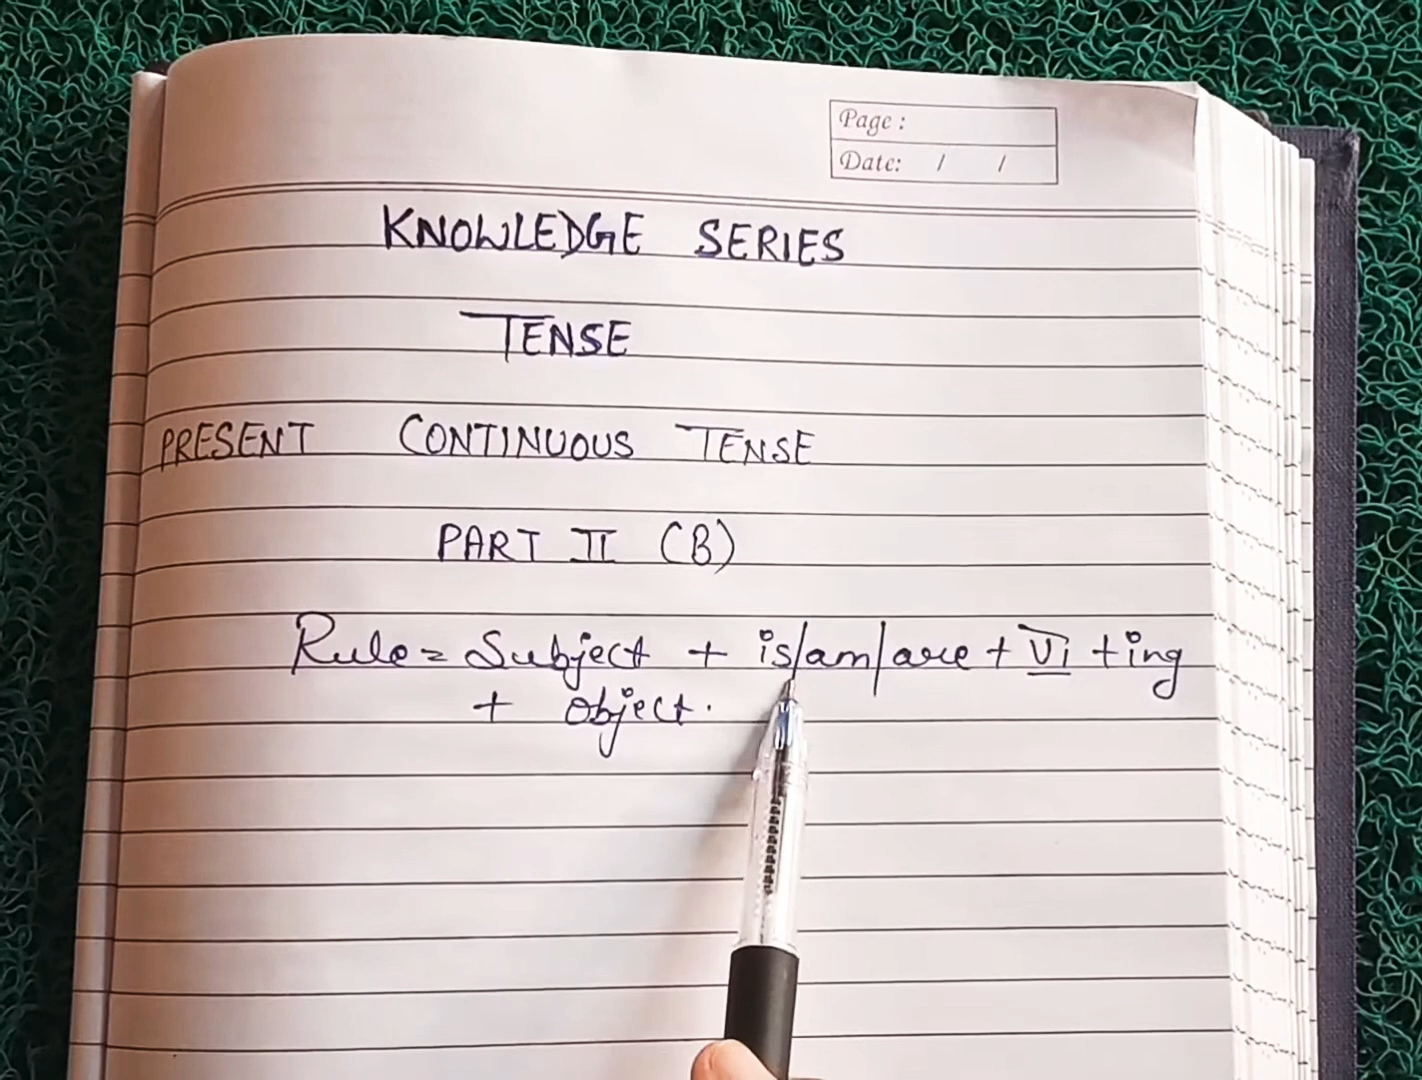 Page :
Date: / /
KNOWLEDGE SERIES
TENSE
PRESENT CONTINUOUS TENSE
PART II (B)
Rule = Subject + is/am/are + Vi + ing
+ object.